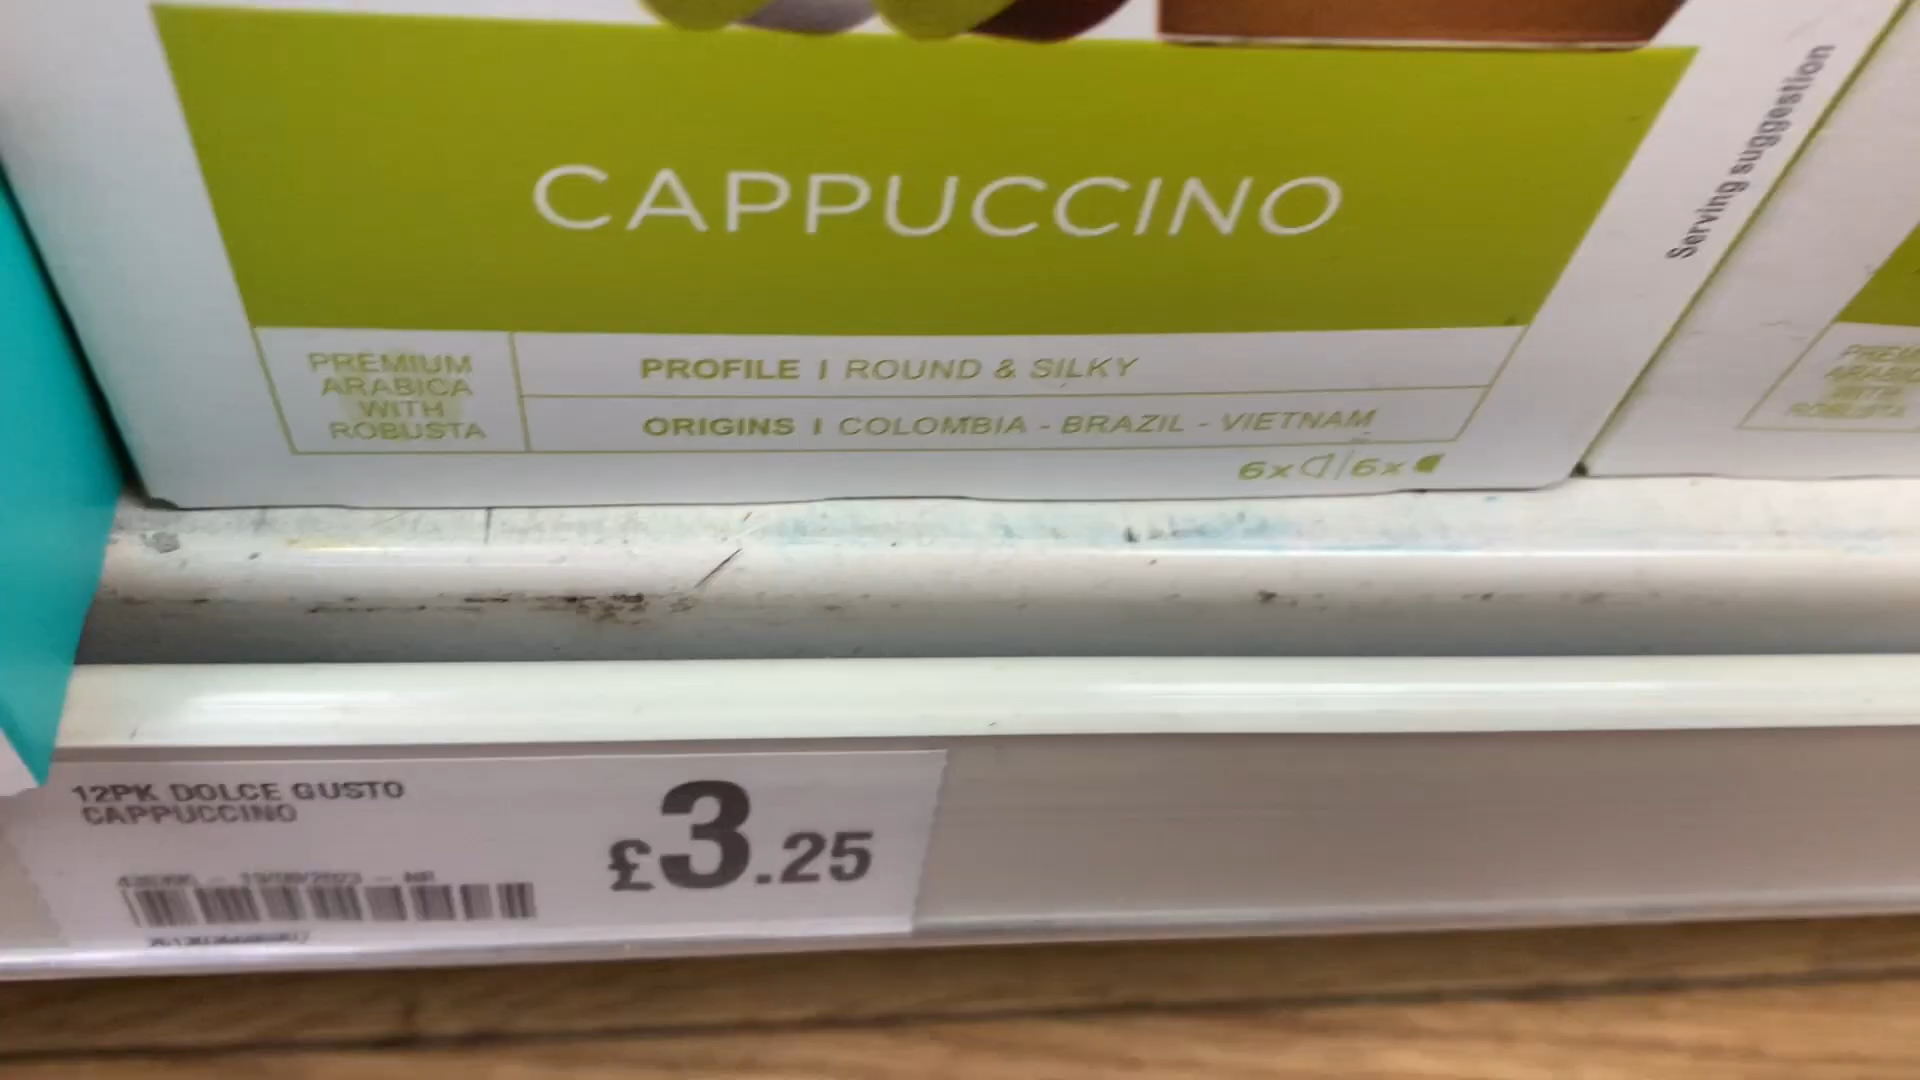 CAPPUCCINO
Serving suggestion
PREMIUM
ARABICA
WITH
ROBUSTA
PROFILE | ROUND & SILKY
ORIGINS | COLOMBIA - BRAZIL - VIETNAM
6x 6x
12PK DOLCE GUSTO
CAPPUCCINO
£3.25